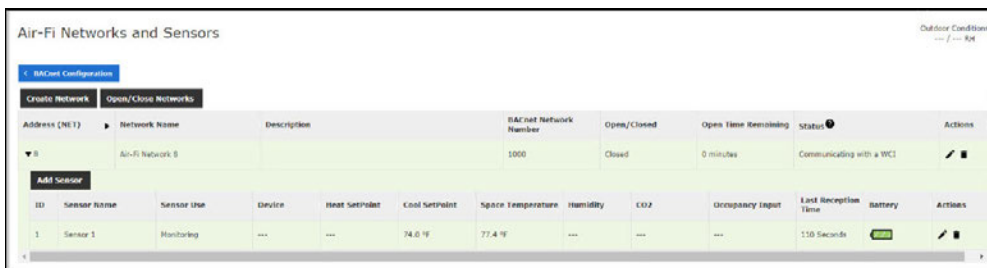 Air-Fi Networks and Sensors
Outdoor Conditions
--- / --- RH
< BACnet Configuration
Create Network Open/Close Networks
Address (NET) Network Name Description BACnet Network Number Open/Closed Open Time Remaining Status Actions
Air-Fi Network 8 1000 Closed 0 minutes Communicating with a WCI
Add Sensor
ID Sensor Name Sensor Use Device Heat SetPoint Cool SetPoint Space Temperature Humidity CO2 Occupancy Input Last Reception Time Battery Actions
1 Sensor 1 Monitoring --- --- 74.0 °F 77.4 °F --- --- --- 110 Seconds